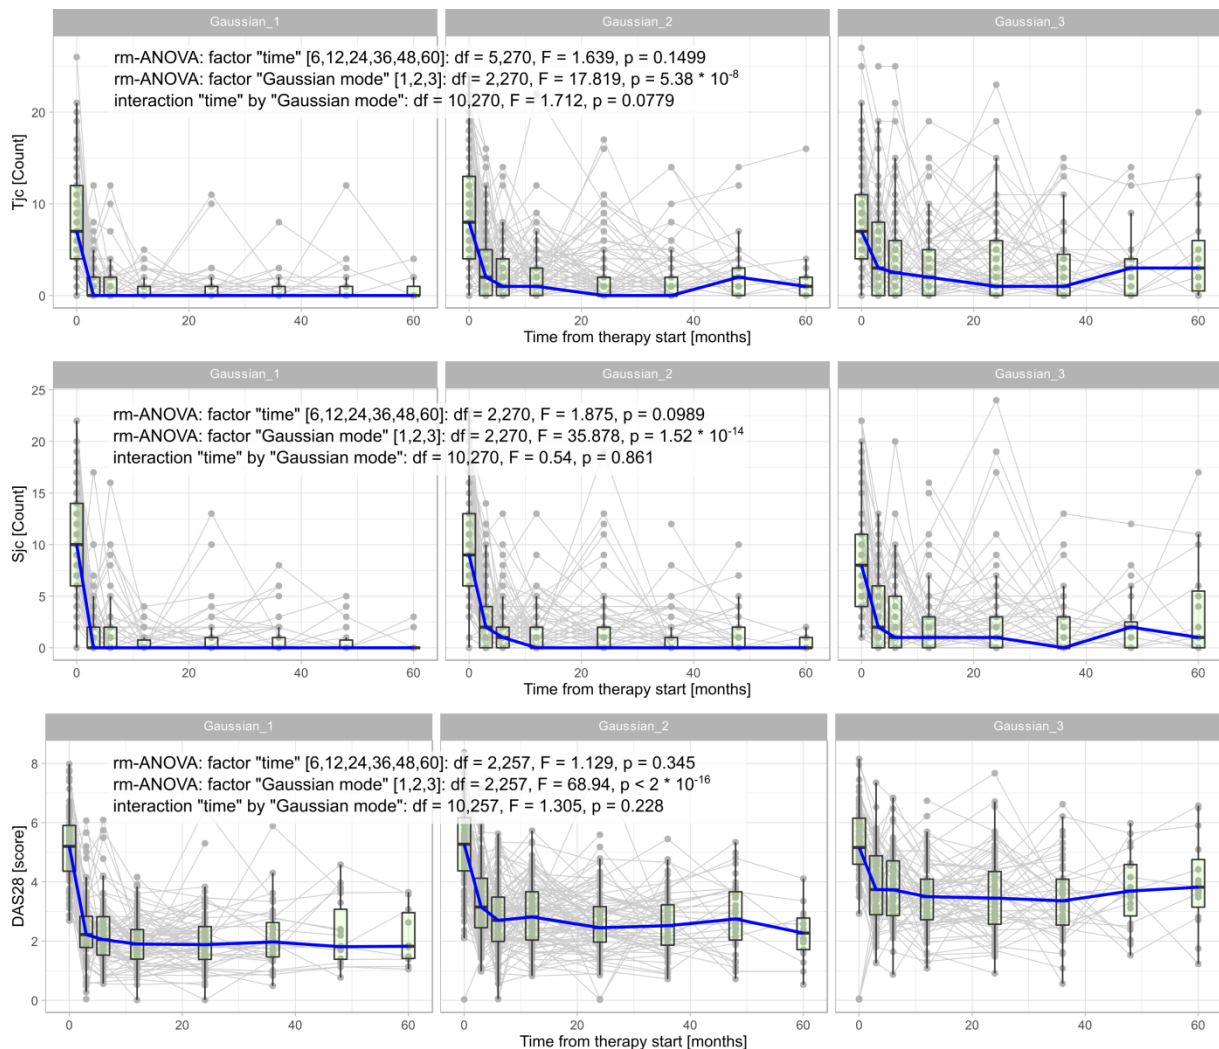 Gaussian_1 Gaussian_2 Gaussian_3
rm-ANOVA: factor "time" [6,12,24,36,48,60]: df = 5,270, F = 1.639, p = 0.1499
rm-ANOVA: factor "Gaussian mode" [1,2,3]: df = 2,270, F = 17.819, p = 5.38 * 10⁻⁸
interaction "time" by "Gaussian mode": df = 10,270, F = 1.712, p = 0.0779
Tjc [Count]
20
10
0
0 20 40 60 0 20 40 60 0 20 40 60
Time from therapy start [months]
Gaussian_1 Gaussian_2 Gaussian_3
rm-ANOVA: factor "time" [6,12,24,36,48,60]: df = 2,270, F = 1.875, p = 0.0989
rm-ANOVA: factor "Gaussian mode" [1,2,3]: df = 2,270, F = 35.878, p = 1.52 * 10⁻¹⁴
interaction "time" by "Gaussian mode": df = 10,270, F = 0.54, p = 0.861
Sjc [Count]
25
20
15
10
5
0
0 20 40 60 0 20 40 60 0 20 40 60
Time from therapy start [months]
Gaussian_1 Gaussian_2 Gaussian_3
rm-ANOVA: factor "time" [6,12,24,36,48,60]: df = 2,257, F = 1.129, p = 0.345
rm-ANOVA: factor "Gaussian mode" [1,2,3]: df = 2,257, F = 68.94, p < 2 * 10⁻¹⁶
interaction "time" by "Gaussian mode": df = 10,257, F = 1.305, p = 0.228
DAS28 [score]
8
6
4
2
0
0 20 40 60 0 20 40 60 0 20 40 60
Time from therapy start [months]